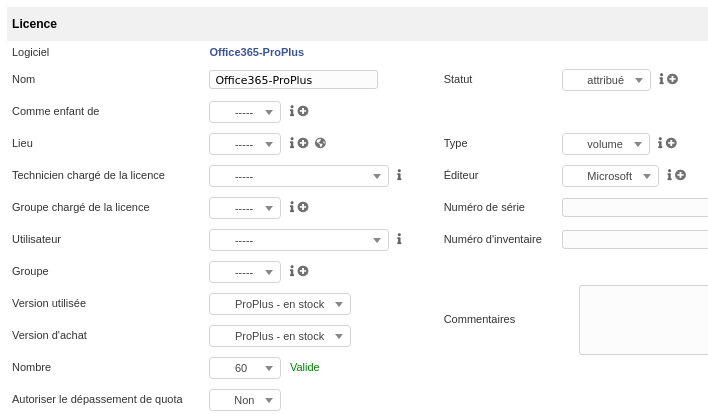 Licence
Logiciel Office365-ProPlus
Nom Office365-ProPlus Statut attribué
Comme enfant de -----
Lieu ----- Type volume
Technicien chargé de la licence ----- Éditeur Microsoft
Groupe chargé de la licence ----- Numéro de série
Utilisateur ----- Numéro d'inventaire
Groupe -----
Version utilisée ProPlus - en stock
Commentaires
Version d'achat ProPlus - en stock
Nombre 60 Valide
Autoriser le dépassement de quota Non